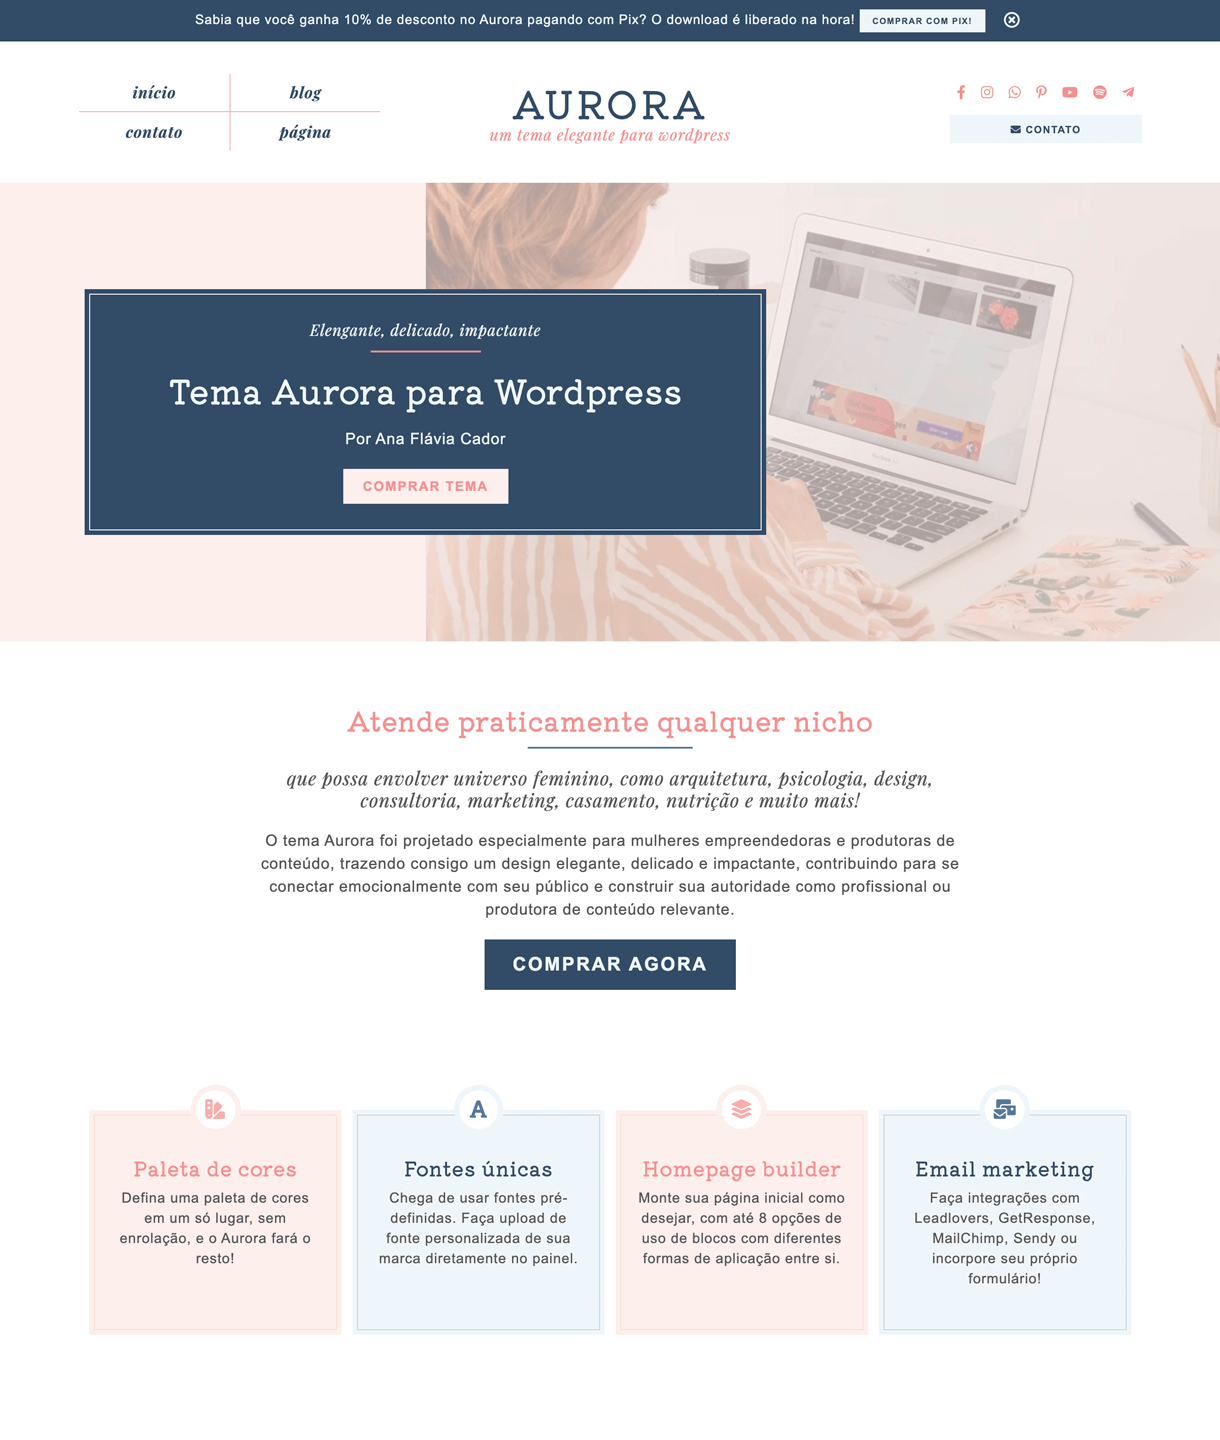 Sabia que você ganha 10% de desconto no Aurora pagando com Pix? O download é liberado na hora! COMPRAR COM PIX!
início
blog
contato
página
AURORA
um tema elegante para wordpress
CONTATO
Elengante, delicado, impactante
Tema Aurora para Wordpress
Por Ana Flávia Cador
COMPRAR TEMA
Atende praticamente qualquer nicho
que possa envolver universo feminino, como arquitetura, psicologia, design,
consultoria, marketing, casamento, nutrição e muito mais!
O tema Aurora foi projetado especialmente para mulheres empreendedoras e produtoras de
conteúdo, trazendo consigo um design elegante, delicado e impactante, contribuindo para se
conectar emocionalmente com seu público e construir sua autoridade como profissional ou
produtora de conteúdo relevante.
COMPRAR AGORA
Paleta de cores
Defina uma paleta de cores
em um só lugar, sem
enrolação, e o Aurora fará o
resto!
A
Fontes únicas
Chega de usar fontes pré-
definidas. Faça upload de
fonte personalizada de sua
marca diretamente no painel.
Homepage builder
Monte sua página inicial como
desejar, com até 8 opções de
uso de blocos com diferentes
formas de aplicação entre si.
Email marketing
Faça integrações com
Leadlovers, GetResponse,
MailChimp, Sendy ou
incorpore seu próprio
formulário!